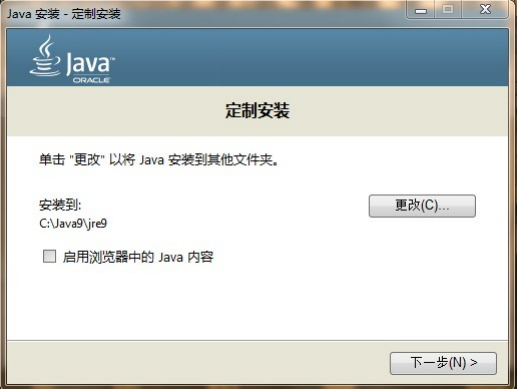 Java 安装 - 定制安装
Java™
ORACLE
定制安装
单击 "更改" 以将 Java 安装到其他文件夹。
安装到:
更改(C)...
C:\Java9\jre9
启用浏览器中的 Java 内容
下一步(N) >